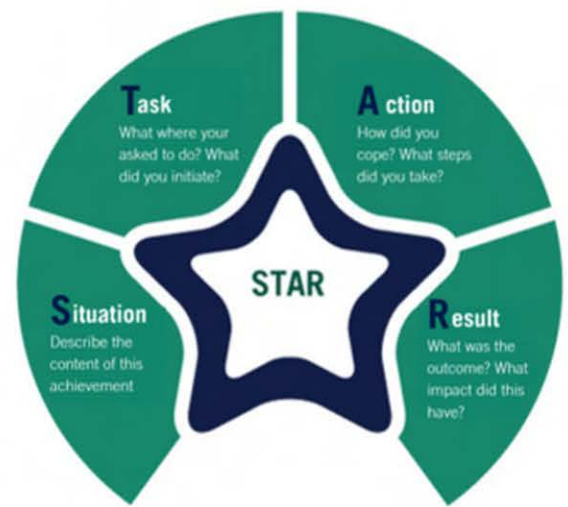 Situation
Describe the
content of this
achievement
Task
What where your
asked to do? What
did you initiate?
Action
How did you
cope? What steps
did you take?
Result
What was the
outcome? What
impact did this
have?
STAR